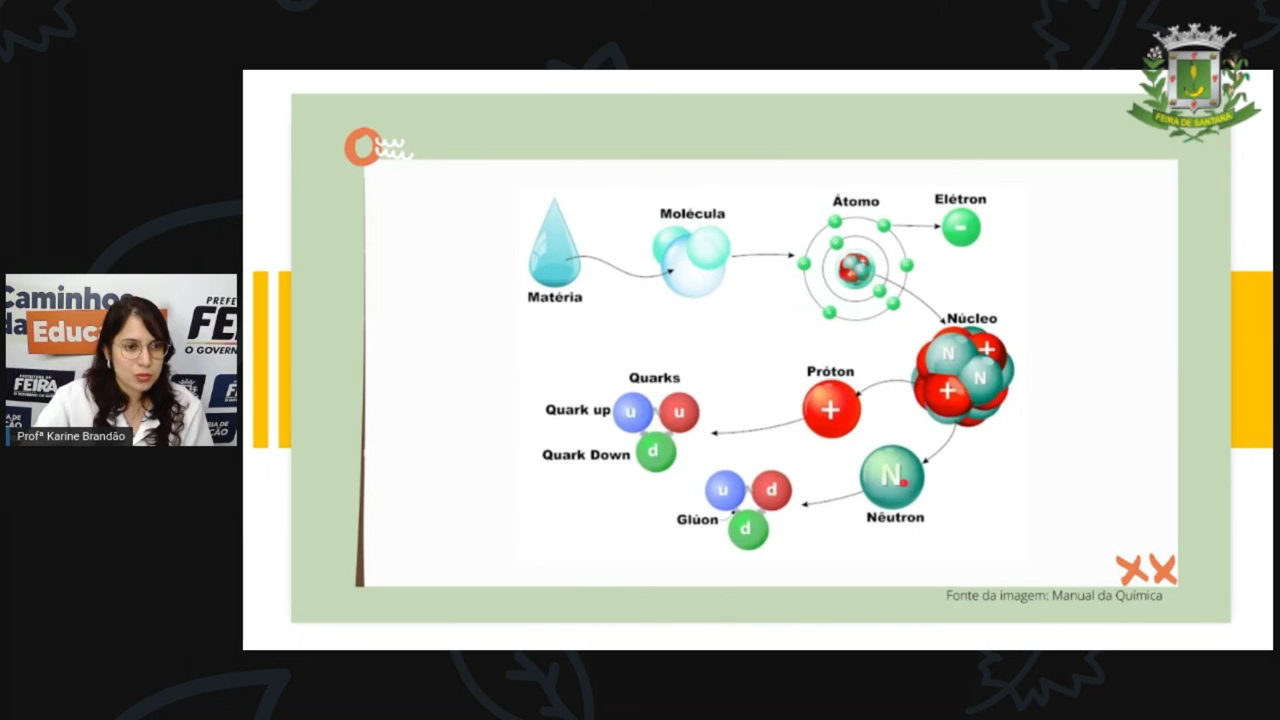 FEIRA DE SANTANA
Matéria
Molécula
Átomo
Elétron
-
Núcleo
N
+
N
+
Próton
+
Quarks
Quark up
u
u
Quark Down
d
N
Nêutron
u
d
Glúon
d
Fonte da imagem: Manual da Química
Caminhos
da
Educa
PREFE
FE
O GOVERN
FEIRA
Profª Karine Brandão